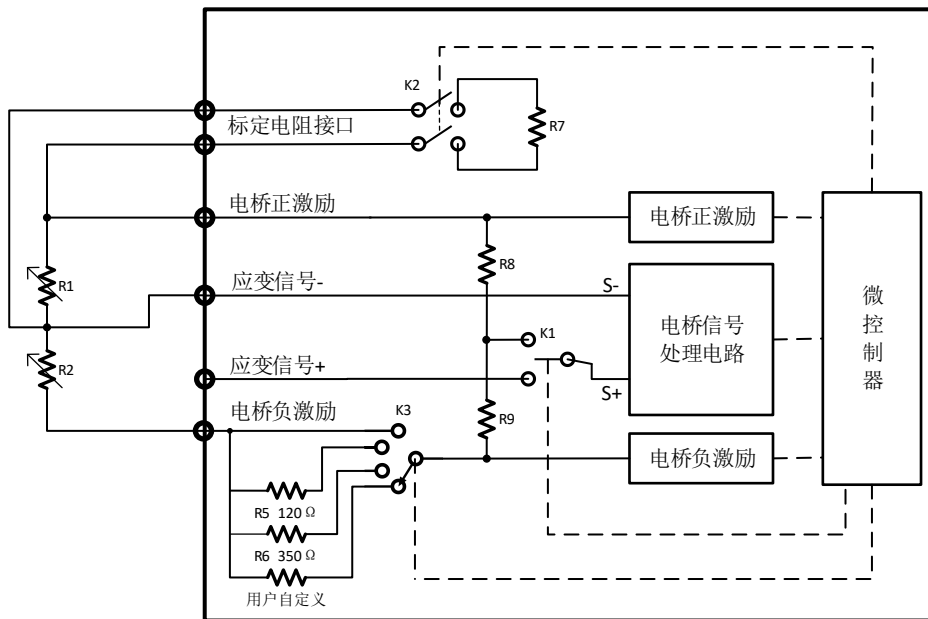 K2
标定电阻接口
R7
电桥正激励
电桥正激励
R8
R1
应变信号-
S-
K1
电桥信号
处理电路
微控制器
R2
应变信号+
S+
电桥负激励
K3
R9
电桥负激励
R5 120Ω
R6 350Ω
用户自定义